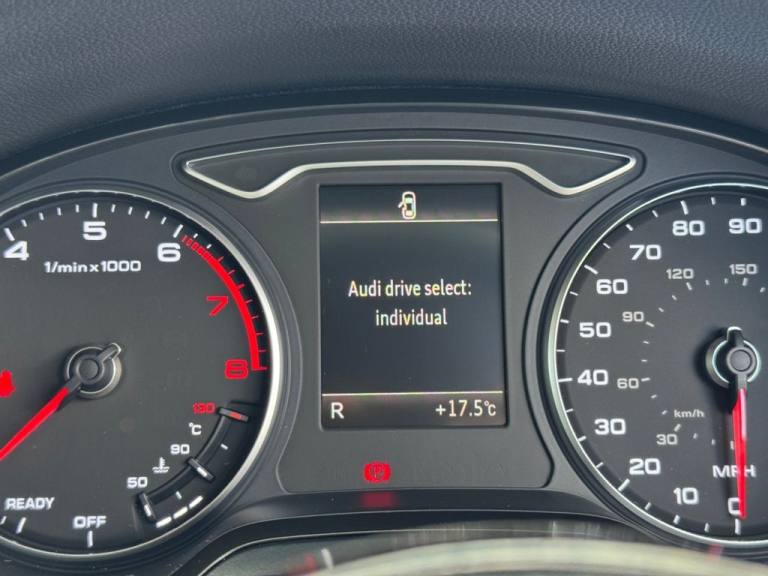 Audi drive select:
individual
R +17.5°C
4 5 6 7 8
1/min x 1000
130
°C
90
50
READY
OFF
0 10 20 30 40 50 60 70 80 90
30 60 90 120 150
km/h
MPH